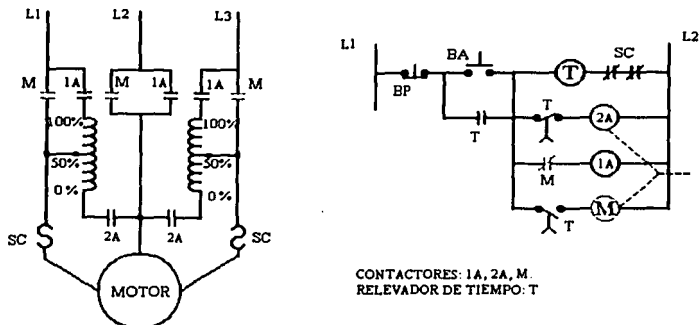 L1
L2
L3
M
1A
M
1A
1A
M
100%
100%
50%
50%
0%
0%
SC
2A
2A
SC
MOTOR
L1
L2
BP
BA
T
SC
T
T
2A
M
1A
T
M
CONTACTORES: 1A, 2A, M.
RELEVADOR DE TIEMPO: T